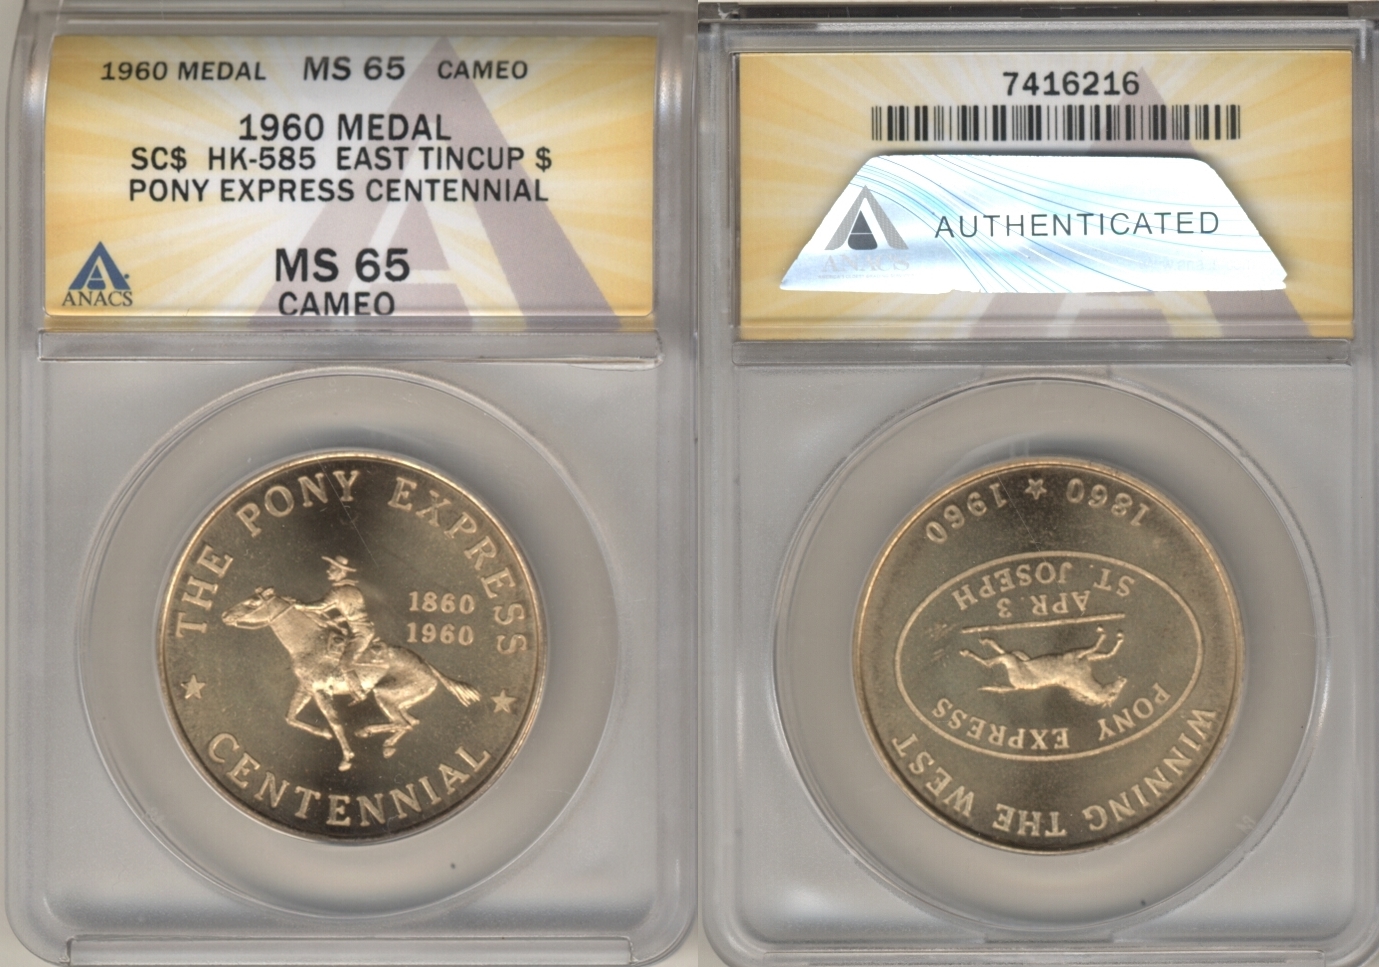 1960 MEDAL MS 65 CAMEO
1960 MEDAL
SC$ HK-585 EAST TINCUP $
PONY EXPRESS CENTENNIAL
MS 65
CAMEO
ANACS
THE PONY EXPRESS
1860
1960
CENTENNIAL
7416216
AUTHENTICATED
ANACS
1860 1960
ST. JOSEPH
APR. 3
PONY EXPRESS
WINNING THE WEST